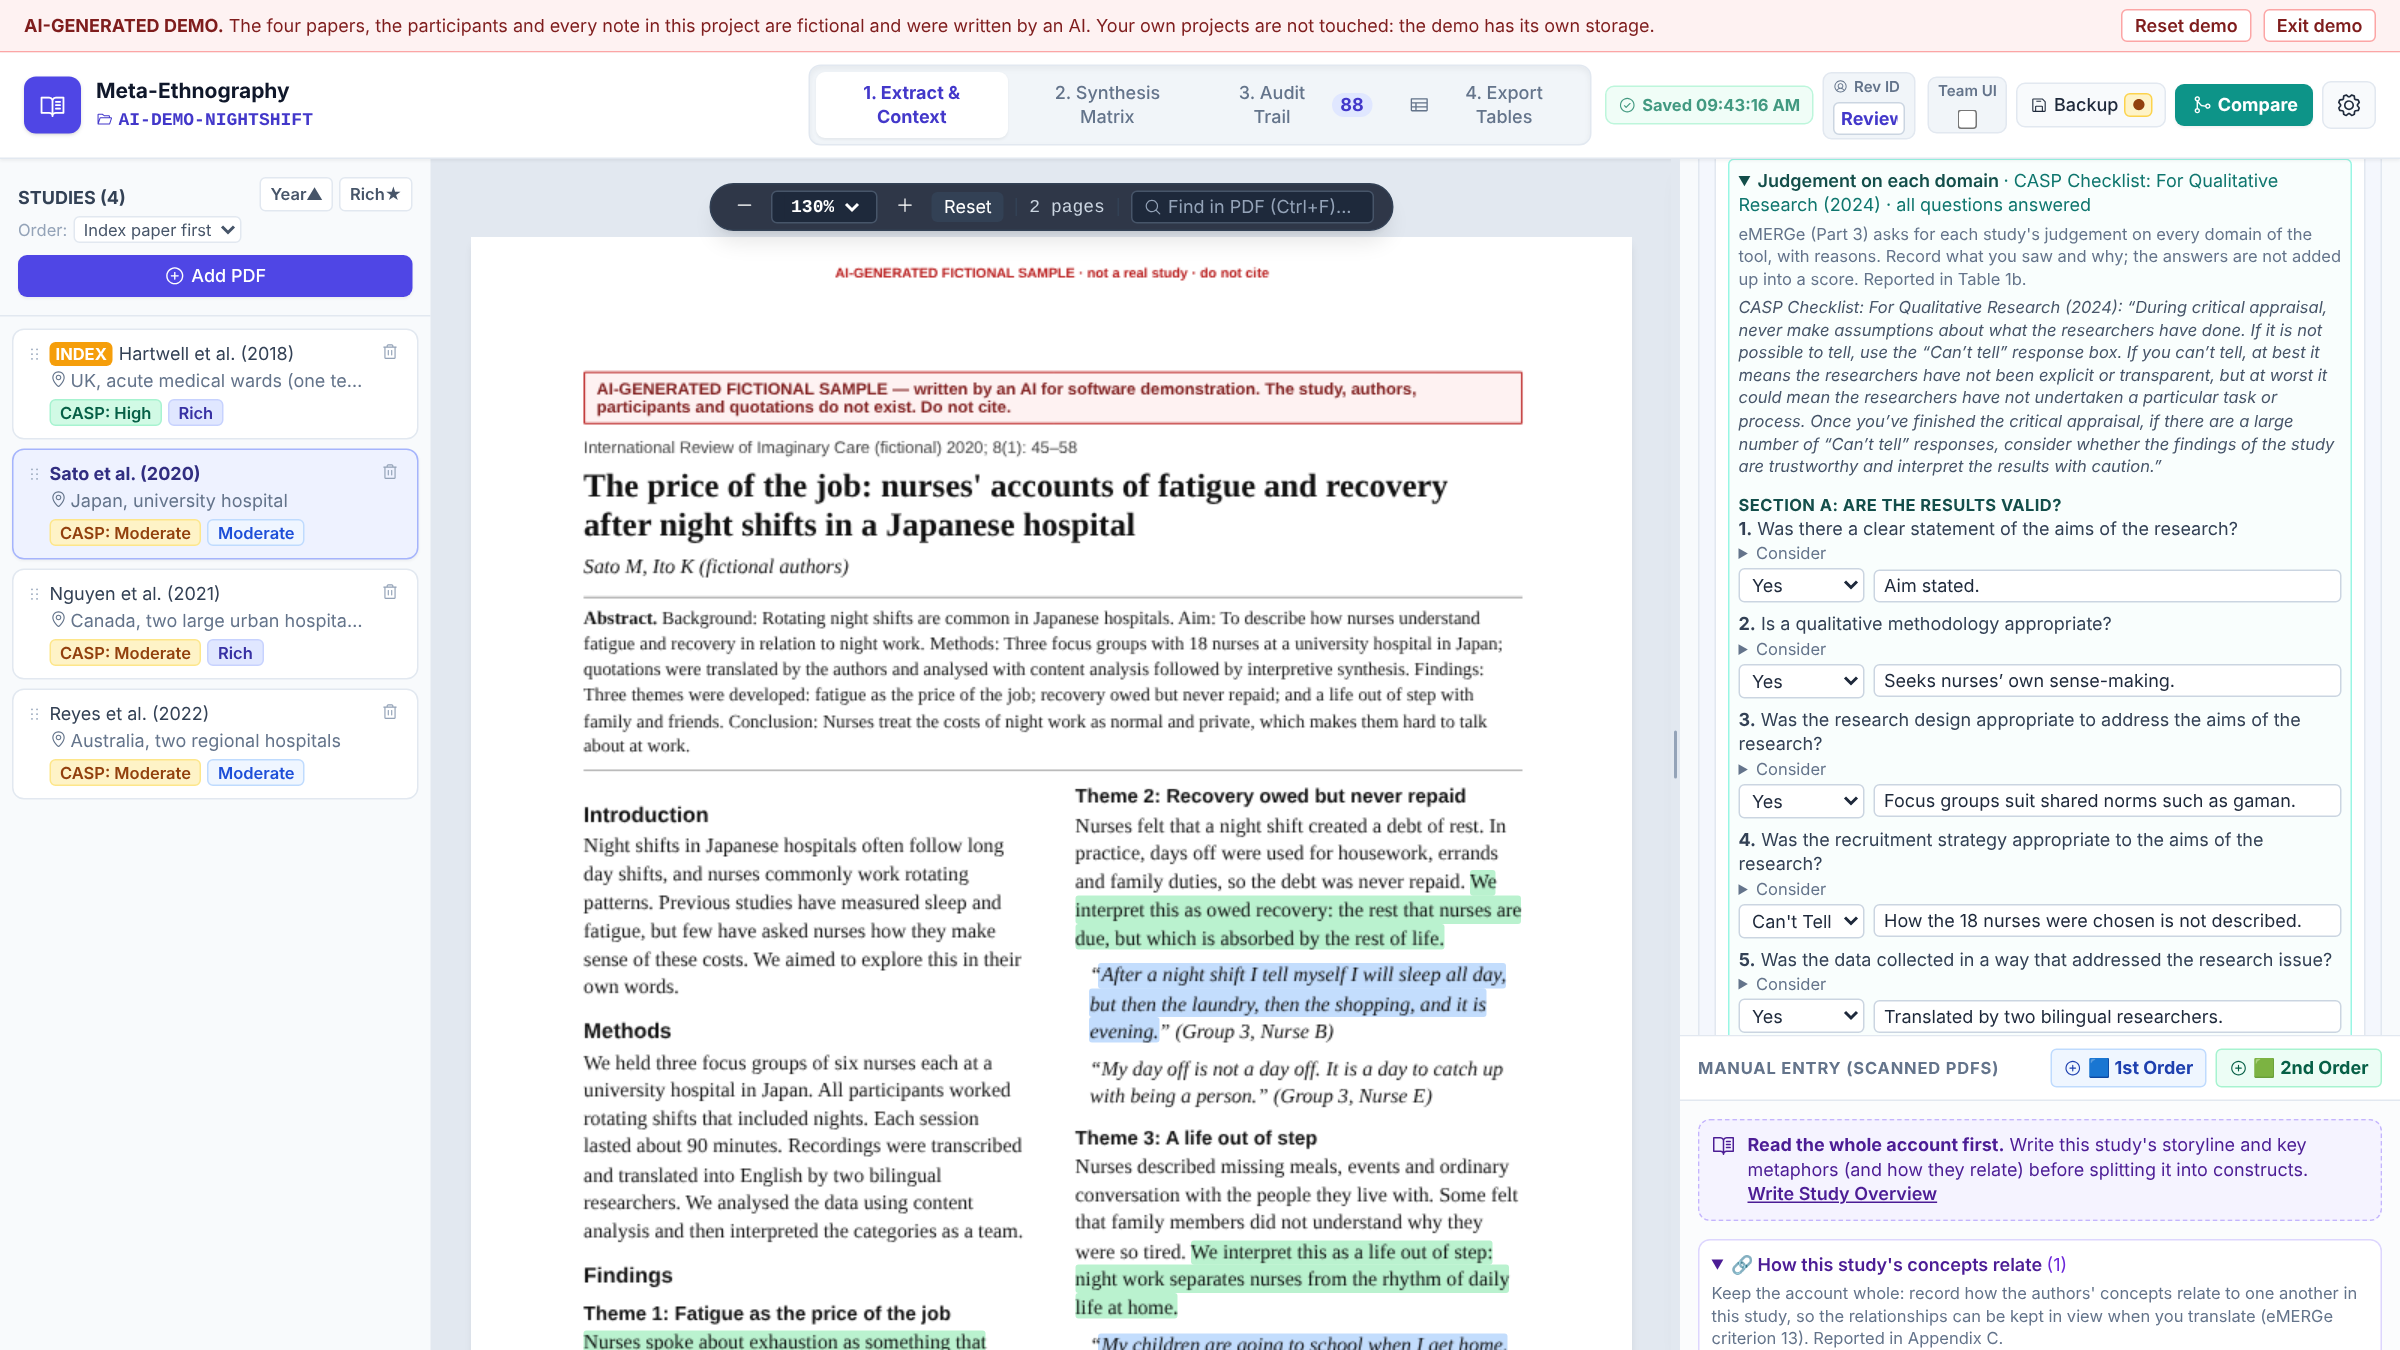 AI-GENERATED DEMO. The four papers, the participants and every note in this project are fictional and were written by an AI. Your own projects are not touched: the demo has its own storage.
Reset demo
Exit demo
Meta-Ethnography
AI-DEMO-NIGHTSHIFT
1. Extract &
Context
2. Synthesis
Matrix
3. Audit
Trail
88
4. Export
Tables
Saved 09:43:16 AM
Rev ID
Review
Team UI
Backup
Compare
STUDIES (4)
Year▲
Rich★
Order:
Index paper first
Add PDF
INDEX Hartwell et al. (2018)
UK, acute medical wards (one te...
CASP: High
Rich
Sato et al. (2020)
Japan, university hospital
CASP: Moderate
Moderate
Nguyen et al. (2021)
Canada, two large urban hospita...
CASP: Moderate
Rich
Reyes et al. (2022)
Australia, two regional hospitals
CASP: Moderate
Moderate
− 130% + Reset 2 pages Find in PDF (Ctrl+F)...
AI-GENERATED FICTIONAL SAMPLE · not a real study · do not cite
AI-GENERATED FICTIONAL SAMPLE — written by an AI for software demonstration. The study, authors,
participants and quotations do not exist. Do not cite.
International Review of Imaginary Care (fictional) 2020; 8(1): 45–58
The price of the job: nurses' accounts of fatigue and recovery
after night shifts in a Japanese hospital
Sato M, Ito K (fictional authors)
Abstract. Background: Rotating night shifts are common in Japanese hospitals. Aim: To describe how nurses understand
fatigue and recovery in relation to night work. Methods: Three focus groups with 18 nurses at a university hospital in Japan;
quotations were translated by the authors and analysed with content analysis followed by interpretive synthesis. Findings:
Three themes were developed: fatigue as the price of the job; recovery owed but never repaid; and a life out of step with
family and friends. Conclusion: Nurses treat the costs of night work as normal and private, which makes them hard to talk
about at work.
Introduction
Night shifts in Japanese hospitals often follow long
day shifts, and nurses commonly work rotating
patterns. Previous studies have measured sleep and
fatigue, but few have asked nurses how they make
sense of these costs. We aimed to explore this in their
own words.
Methods
We held three focus groups of six nurses each at a
university hospital in Japan. All participants worked
rotating shifts that included nights. Each session
lasted about 90 minutes. Recordings were transcribed
and translated into English by two bilingual
researchers. We analysed the data using content
analysis and then interpreted the categories as a team.
Findings
Theme 1: Fatigue as the price of the job
Nurses spoke about exhaustion as something that
Theme 2: Recovery owed but never repaid
Nurses felt that a night shift created a debt of rest. In
practice, days off were used for housework, errands
and family duties, so the debt was never repaid. We
interpret this as owed recovery: the rest that nurses are
due, but which is absorbed by the rest of life.
“After a night shift I tell myself I will sleep all day,
but then the laundry, then the shopping, and it is
evening.” (Group 3, Nurse B)
“My day off is not a day off. It is a day to catch up
with being a person.” (Group 3, Nurse E)
Theme 3: A life out of step
Nurses described missing meals, events and ordinary
conversation with the people they live with. Some felt
that family members did not understand why they
were so tired. We interpret this as a life out of step:
night work separates nurses from the rhythm of daily
life at home.
“My children are going to school when I get home,
▼ Judgement on each domain · CASP Checklist: For Qualitative
Research (2024) · all questions answered
eMERGe (Part 3) asks for each study's judgement on every domain of the
tool, with reasons. Record what you saw and why; the answers are not added
up into a score. Reported in Table 1b.
CASP Checklist: For Qualitative Research (2024): “During critical appraisal,
never make assumptions about what the researchers have done. If it is not
possible to tell, use the “Can’t tell” response box. If you can’t tell, at best it
means the researchers have not been explicit or transparent, but at worst it
could mean the researchers have not undertaken a particular task or
process. Once you’ve finished the critical appraisal, if there are a large
number of “Can’t tell” responses, consider whether the findings of the study
are trustworthy and interpret the results with caution.”
SECTION A: ARE THE RESULTS VALID?
1. Was there a clear statement of the aims of the research?
▶ Consider
Yes
Aim stated.
2. Is a qualitative methodology appropriate?
▶ Consider
Yes
Seeks nurses’ own sense-making.
3. Was the research design appropriate to address the aims of the
research?
▶ Consider
Yes
Focus groups suit shared norms such as gaman.
4. Was the recruitment strategy appropriate to the aims of the
research?
▶ Consider
Can't Tell
How the 18 nurses were chosen is not described.
5. Was the data collected in a way that addressed the research issue?
▶ Consider
Yes
Translated by two bilingual researchers.
MANUAL ENTRY (SCANNED PDFS)
1st Order
2nd Order
Read the whole account first. Write this study's storyline and key
metaphors (and how they relate) before splitting it into constructs.
Write Study Overview
▼ How this study's concepts relate (1)
Keep the account whole: record how the authors' concepts relate to one another in
this study, so the relationships can be kept in view when you translate (eMERGe
criterion 13). Reported in Appendix C.